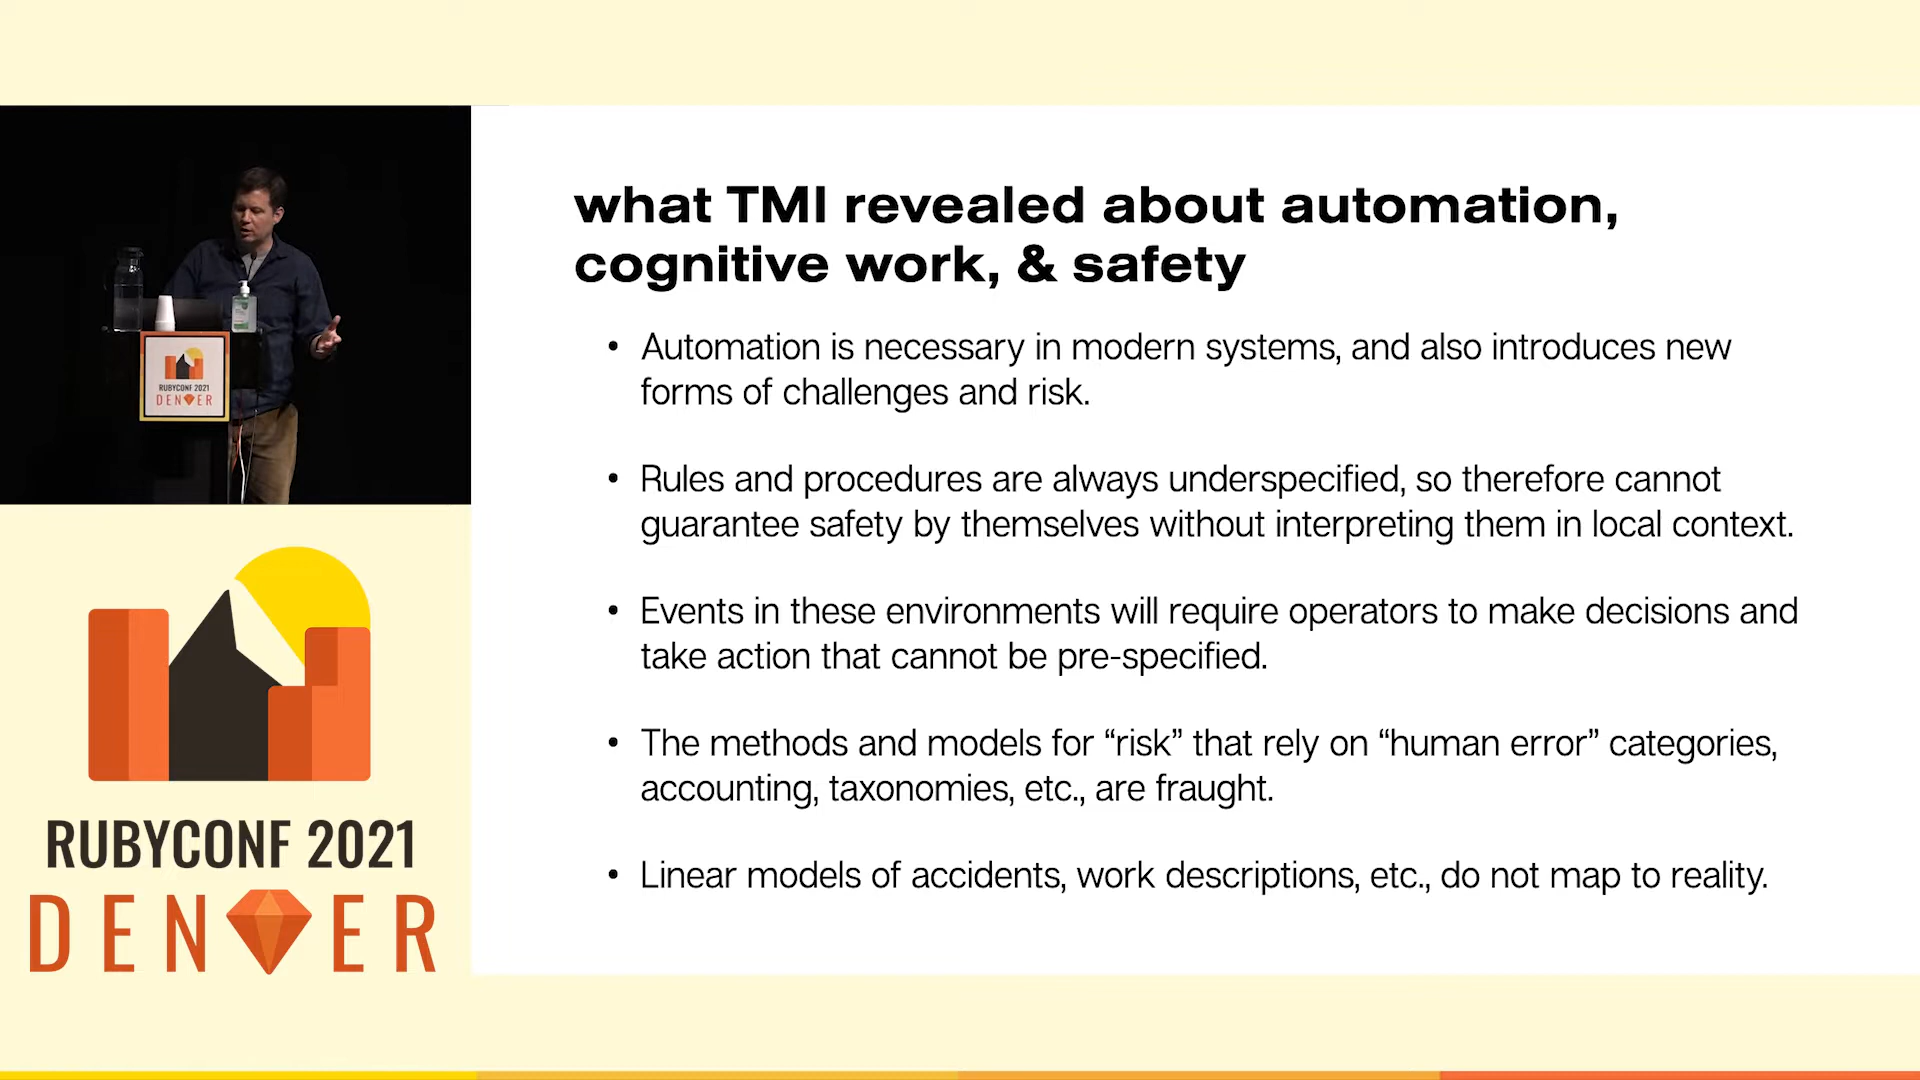 what TMI revealed about automation,
cognitive work, & safety
• Automation is necessary in modern systems, and also introduces new
forms of challenges and risk.
• Rules and procedures are always underspecified, so therefore cannot
guarantee safety by themselves without interpreting them in local context.
• Events in these environments will require operators to make decisions and
take action that cannot be pre-specified.
• The methods and models for “risk” that rely on “human error” categories,
accounting, taxonomies, etc., are fraught.
• Linear models of accidents, work descriptions, etc., do not map to reality.
RUBYCONF 2021
DENVER
RUBYCONF 2021
DENVER